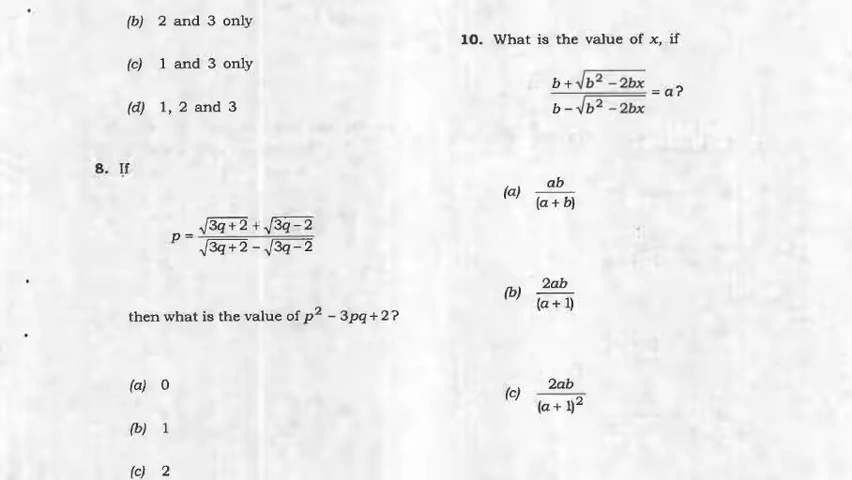 (b) 2 and 3 only
(c) 1 and 3 only
(d) 1, 2 and 3
8. If
p = (√(3q + 2) + √(3q − 2)) / (√(3q + 2) − √(3q − 2))
then what is the value of p² − 3pq + 2?
(a) 0
(b) 1
(c) 2
10. What is the value of x, if
(b + √(b² − 2bx)) / (b − √(b² − 2bx)) = a?
(a) ab / (a + b)
(b) 2ab / (a + 1)
(c) 2ab / (a + 1)²